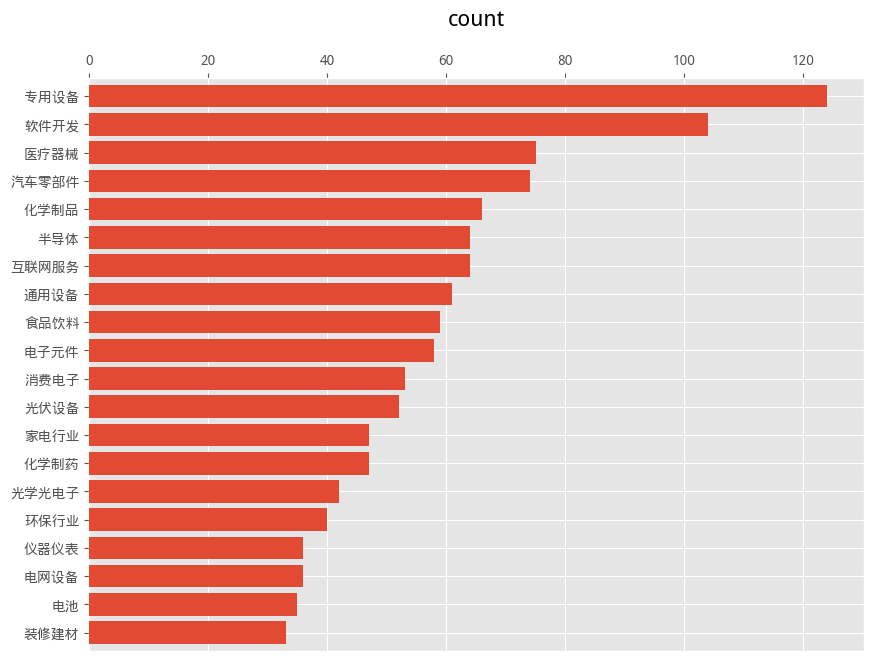 count
0 20 40 60 80 100 120
专用设备
软件开发
医疗器械
汽车零部件
化学制品
半导体
互联网服务
通用设备
食品饮料
电子元件
消费电子
光伏设备
家电行业
化学制药
光学光电子
环保行业
仪器仪表
电网设备
电池
装修建材